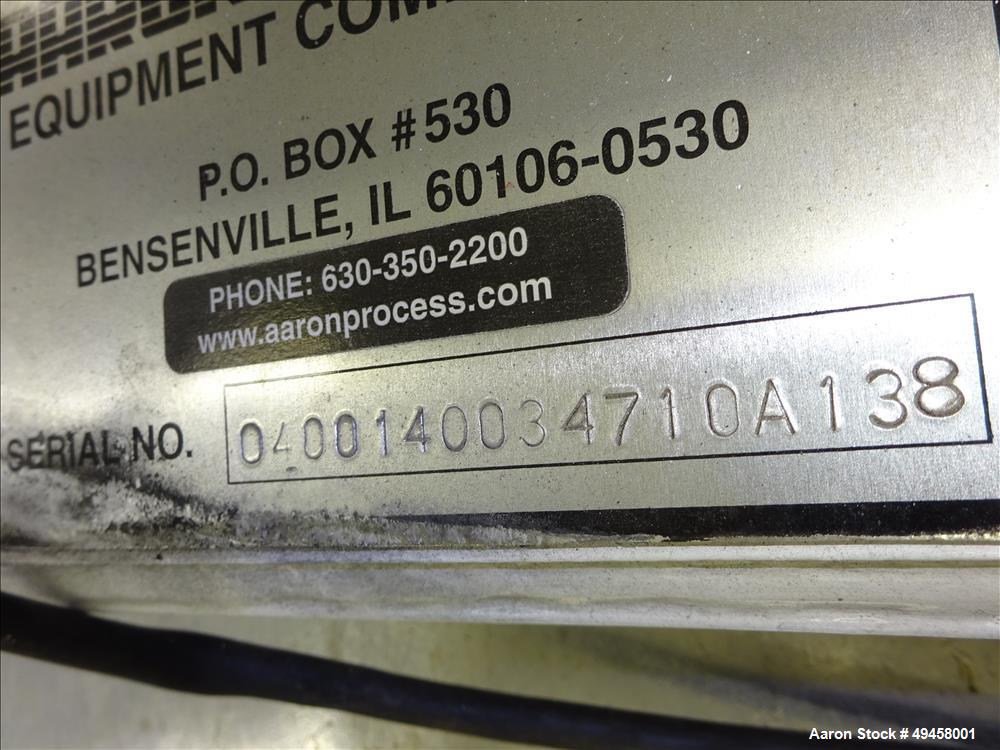 EQUIPMENT COM
P.O. BOX #530
BENSENVILLE, IL 60106-0530
PHONE: 630-350-2200
www.aaronprocess.com
SERIAL NO. 0400140034710A138
Aaron Stock # 49458001